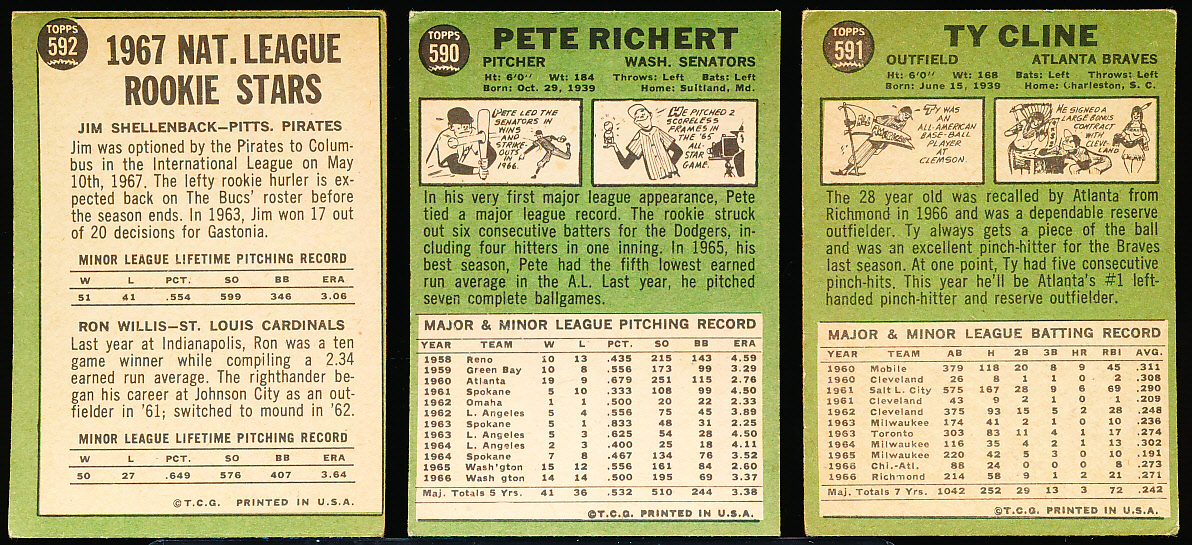 TOPPS
592
1967 NAT. LEAGUE
ROOKIE STARS
JIM SHELLENBACK—PITTS. PIRATES
Jim was optioned by the Pirates to Colum-
bus in the International League on May
10th, 1967. The lefty rookie hurler is ex-
pected back on The Bucs' roster before
the season ends. In 1963, Jim won 17 out
of 20 decisions for Gastonia.
MINOR LEAGUE LIFETIME PITCHING RECORD
W L PCT. SO BB ERA
51 41 .554 599 346 3.06
RON WILLIS—ST. LOUIS CARDINALS
Last year at Indianapolis, Ron was a ten
game winner while compiling a 2.34
earned run average. The righthander be-
gan his career at Johnson City as an out-
fielder in '61; switched to mound in '62.
MINOR LEAGUE LIFETIME PITCHING RECORD
W L PCT. SO BB ERA
50 27 .649 576 407 3.64
©T.C.G. PRINTED IN U.S.A.
TOPPS
590
PETE RICHERT
PITCHER WASH. SENATORS
Ht: 6'0" Wt: 184 Throws: Left Bats: Left
Born: Oct. 29, 1939 Home: Suitland, Md.
PETE LED THE
SENATORS IN
WINS
AND
STRIKE-
OUTS IN
1966.
HE PITCHED 2
SCORELESS
FRAMES IN
THE '65
ALL-
STAR
GAME.
In his very first major league appearance, Pete
tied a major league record. The rookie struck
out six consecutive batters for the Dodgers, in-
cluding four hitters in one inning. In 1965, his
best season, Pete had the fifth lowest earned
run average in the A.L. Last year, he pitched
seven complete ballgames.
MAJOR & MINOR LEAGUE PITCHING RECORD
YEAR TEAM W L PCT. SO BB ERA
1958 Reno 10 13 .435 215 143 4.59
1959 Green Bay 10 8 .556 173 99 3.29
1960 Atlanta 19 9 .679 251 115 2.76
1961 Spokane 5 10 .333 108 99 4.50
1962 Omaha 1 1 .500 20 22 2.33
1962 L. Angeles 5 4 .556 75 45 3.89
1963 Spokane 5 1 .833 48 31 2.25
1963 L. Angeles 5 3 .625 54 28 4.50
1964 L. Angeles 2 3 .400 25 18 4.11
1964 Spokane 7 8 .467 134 76 3.52
1965 Wash'gton 15 12 .556 161 84 2.60
1966 Wash gton 14 14 .500 195 69 3.37
Maj. Totals 5 Yrs. 41 36 .532 510 244 3.38
©T.C.G. PRINTED IN U.S.A.
TOPPS
591
TY CLINE
OUTFIELD ATLANTA BRAVES
Ht: 6'0" Wt: 168 Bats: Left Throws: Left
Born: June 15, 1939 Home: Charleston, S. C.
TY WAS
AN
ALL-AMERICAN
BASE-BALL
PLAYER
AT
CLEMSON.
HE SIGNED A
LARGE BONUS
CONTRACT
WITH
CLEVE-
LAND
The 28 year old was recalled by Atlanta from
Richmond in 1966 and was a dependable reserve
outfielder. Ty always gets a piece of the ball
and was an excellent pinch-hitter for the Braves
last season. At one point, Ty had five consecutive
pinch-hits. This year he'll be Atlanta's #1 left-
handed pinch-hitter and reserve outfielder.
MAJOR & MINOR LEAGUE BATTING RECORD
YEAR TEAM AB H 2B 3B HR RBI AVG.
1960 Mobile 379 118 20 8 9 45 .311
1960 Cleveland 26 8 1 1 0 2 .308
1961 Salt L. City 575 167 28 9 6 69 .290
1961 Cleveland 43 9 2 1 0 1 .209
1962 Cleveland 375 93 15 5 2 28 .248
1963 Milwaukee 174 41 2 1 0 10 .236
1963 Toronto 303 83 11 4 1 17 .274
1964 Milwaukee 116 35 4 2 1 13 .302
1965 Milwaukee 220 42 5 3 0 10 .191
1966 Chi.-Atl. 88 24 0 0 0 8 .273
1966 Richmond 214 58 9 1 2 21 .271
Maj. Totals 7 Yrs. 1042 252 29 13 3 72 .242
©T.C.G. PRINTED IN U.S.A.